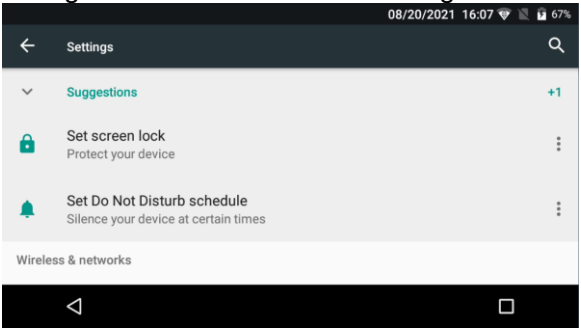 08/20/2021 16:07 67%
Settings
Suggestions +1
Set screen lock
Protect your device
Set Do Not Disturb schedule
Silence your device at certain times
Wireless & networks